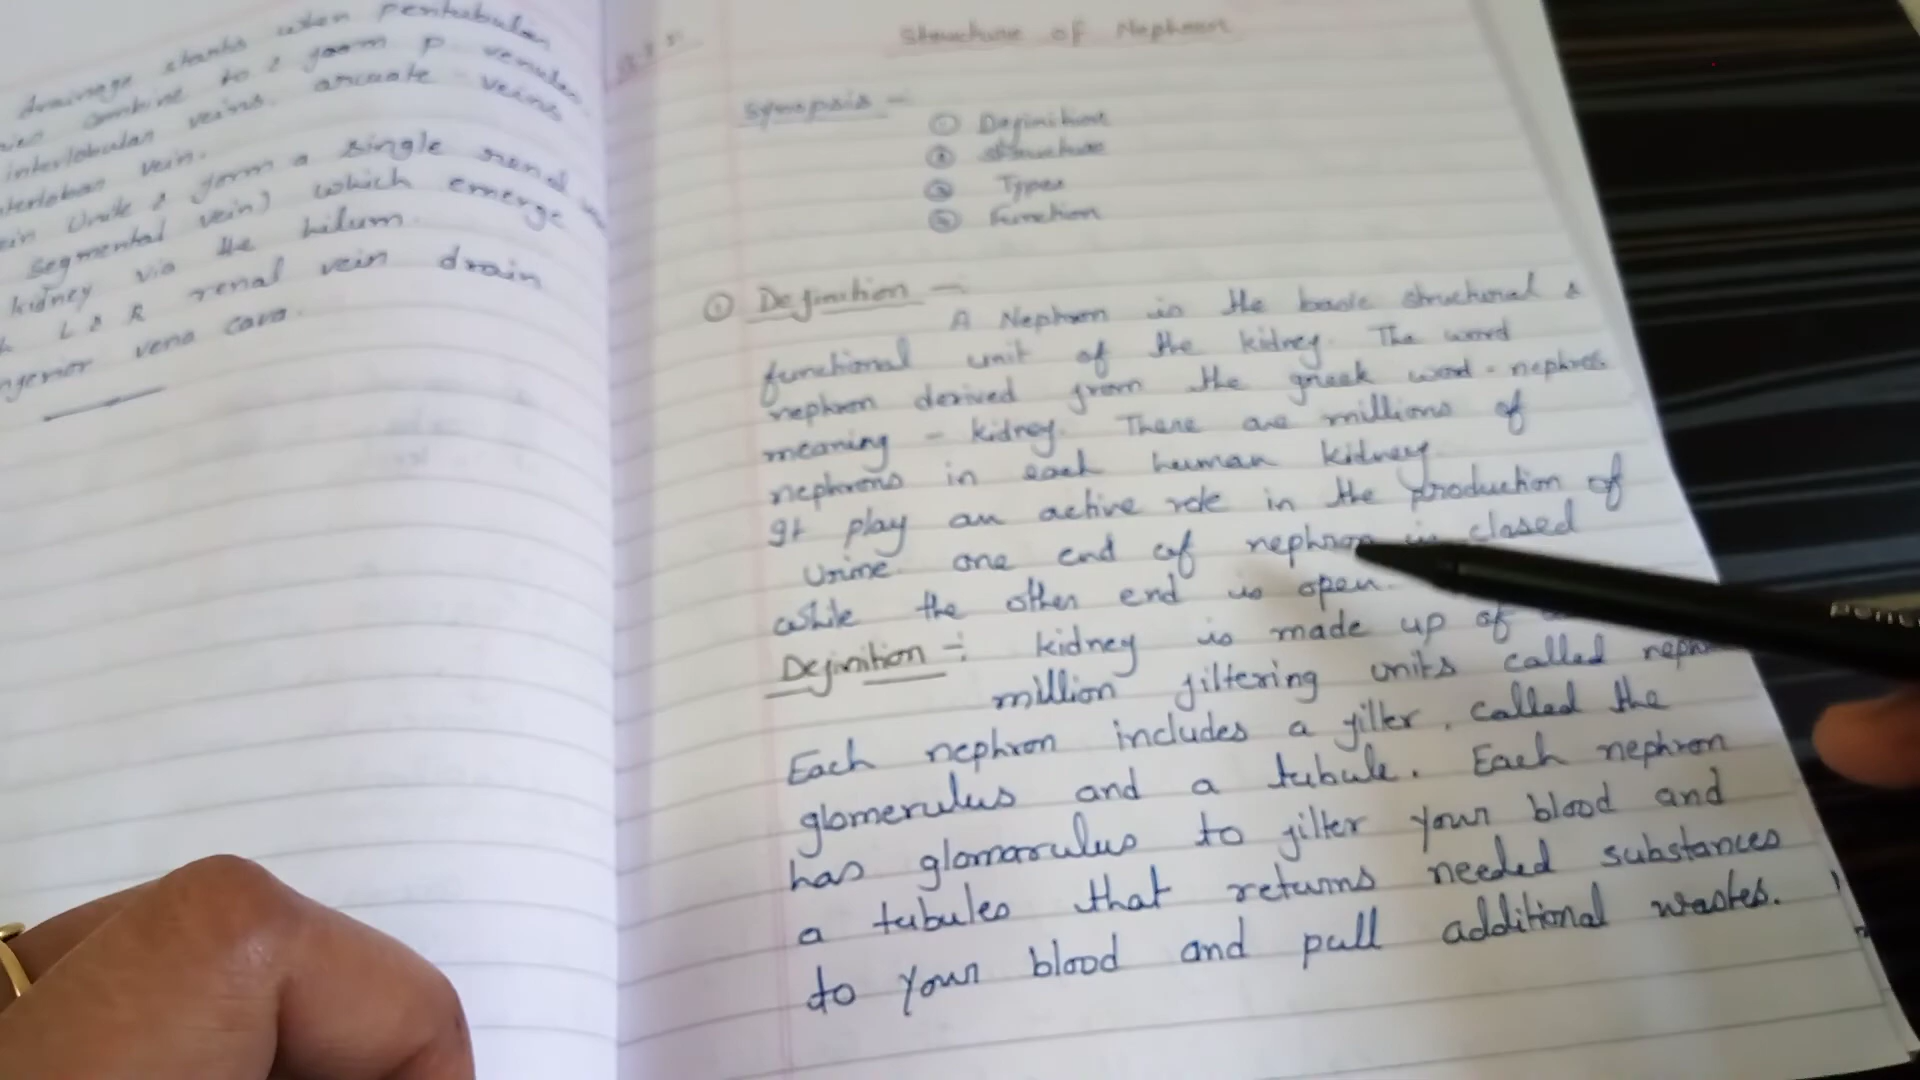 drainage starts when peritubular
combine to & form p. venules
interlobular veins. arcuate veins
interlobar vein.
Unite & form a single renal
segmental vein) which emerge
kidney via the hilum.
L & R renal vein drain
vena cava.
Structure of Nephron
Synopsis -
① Definition
② Structure
③ Types
④ Function
① Definition -
A Nephron is the basic structural &
functional unit of the kidney. The word
nephron derived from the greek word - nephros
meaning - kidney. There are millions of
nephrons in each human kidney.
It play an active role in the production of
Urine. one end of nephron is closed
while the other end is open.
Definition :- kidney is made up of
million filtering units called
Each nephron includes a filter, called the
glomerulus and a tubule. Each nephron
has glomarulus to filter your blood and
a tubules that returns needed substances
to your blood and pull additional wastes.